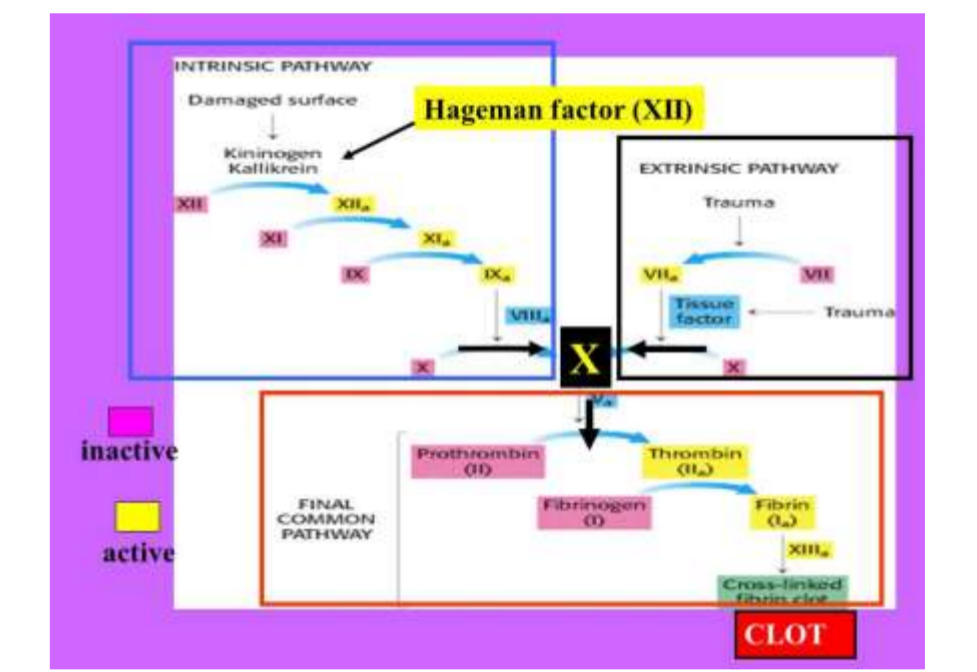 INTRINSIC PATHWAY
Damaged surface
Hageman factor (XII)
Kininogen
Kallikrein
XII
XIIa
XI
XIa
IX
IXa
VIIIa
X
EXTRINSIC PATHWAY
Trauma
VIIa
VII
Tissue
factor
Trauma
X
X
Va
inactive
active
FINAL
COMMON
PATHWAY
Prothrombin
(II)
Thrombin
(IIa)
Fibrinogen
(I)
Fibrin
(Ia)
XIIIa
Cross-linked
fibrin clot
CLOT